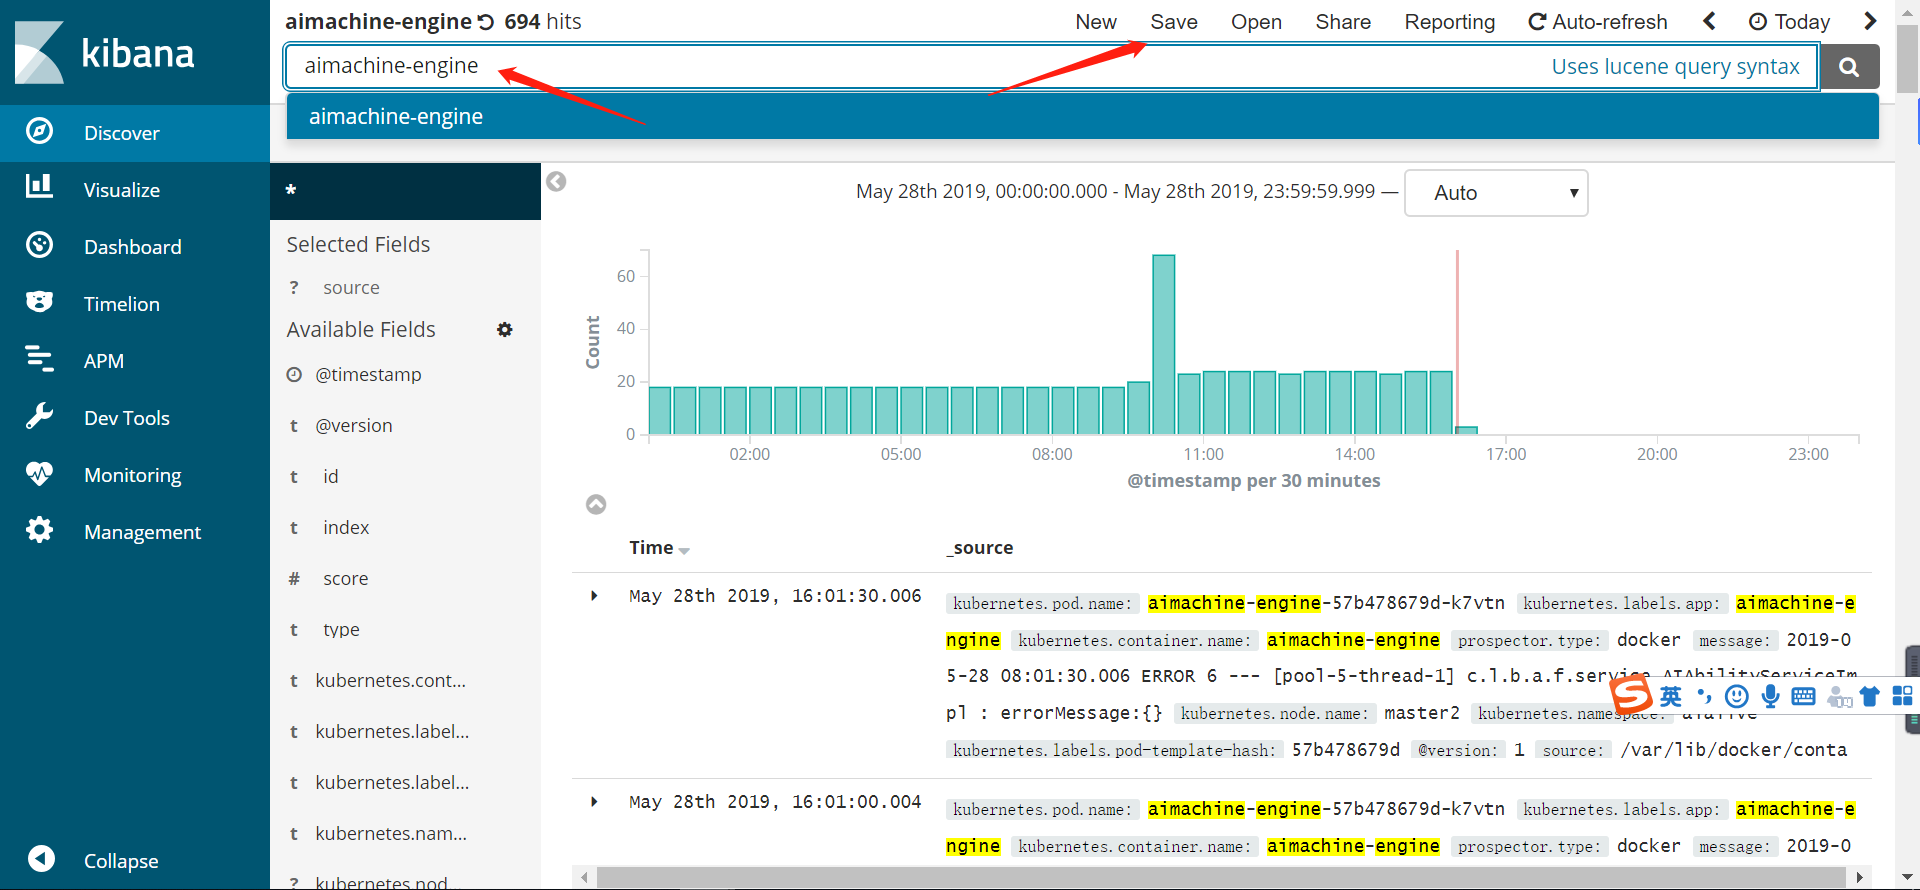 kibana
Discover
Visualize
Dashboard
Timelion
APM
Dev Tools
Monitoring
Management
Collapse
aimachine-engine 694 hits
New Save Open Share Reporting Auto-refresh Today
aimachine-engine Uses lucene query syntax
aimachine-engine
*
Selected Fields
? source
Available Fields
@timestamp
t @version
t id
t index
# score
t type
t kubernetes.cont...
t kubernetes.label...
t kubernetes.label...
t kubernetes.nam...
? kubernetes.nod...
May 28th 2019, 00:00:00.000 - May 28th 2019, 23:59:59.999 — Auto
Count
60
40
20
0
02:00 05:00 08:00 11:00 14:00 17:00 20:00 23:00
@timestamp per 30 minutes
Time _source
May 28th 2019, 16:01:30.006 kubernetes.pod.name: aimachine-engine-57b478679d-k7vtn kubernetes.labels.app: aimachine-e
ngine kubernetes.container.name: aimachine-engine prospector.type: docker message: 2019-0
5-28 08:01:30.006 ERROR 6 --- [pool-5-thread-1] c.l.b.a.f.service.AIAbilityServiceIm
pl : errorMessage:{} kubernetes.node.name: master2 kubernetes.namespace:
kubernetes.labels.pod-template-hash: 57b478679d @version: 1 source: /var/lib/docker/conta
May 28th 2019, 16:01:00.004 kubernetes.pod.name: aimachine-engine-57b478679d-k7vtn kubernetes.labels.app: aimachine-e
ngine kubernetes.container.name: aimachine-engine prospector.type: docker message: 2019-0
S 英